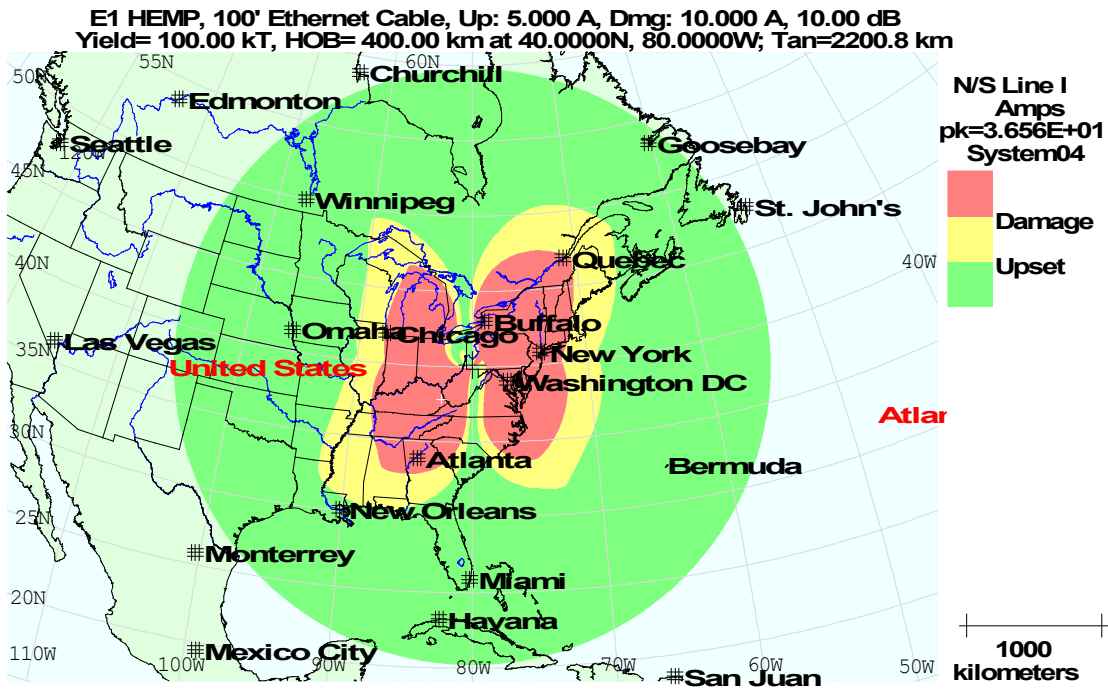 E1 HEMP, 100' Ethernet Cable, Up: 5.000 A, Dmg: 10.000 A, 10.00 dB
Yield= 100.00 kT, HOB= 400.00 km at 40.0000N, 80.0000W; Tan=2200.8 km
50N
55N
60N
Churchill
Edmonton
Seattle
120W
Goosebay
45N
Winnipeg
St. John's
40N
Quebec
40W
Omaha
Chicago
Buffalo
Las Vegas
35N
New York
United States
Washington DC
Atlan
30N
Atlanta
Bermuda
New Orleans
25N
Monterrey
Miami
20N
Havana
110W
Mexico City
100W
90W
80W
70W
60W
50W
San Juan
N/S Line I
Amps
pk=3.656E+01
System04
Damage
Upset
1000
kilometers